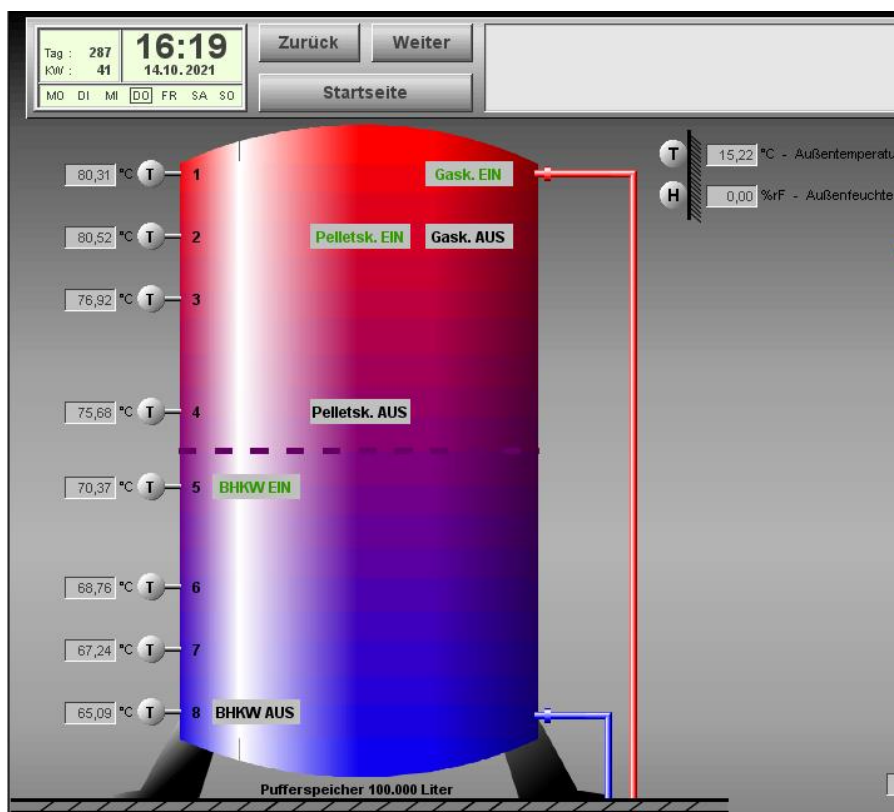 Tag : 287
KW : 41
16:19
14.10.2021
MO DI MI DO FR SA SO
Zurück
Weiter
Startseite
80,31 °C T 1
Gask. EIN
T 15,22 °C - Außentemperatu
H 0,00 %rF - Außenfeuchte
80,52 °C T 2
Pelletsk. EIN
Gask. AUS
76,92 °C T 3
75,68 °C T 4
Pelletsk. AUS
70,37 °C T 5
BHKW EIN
68,76 °C T 6
67,24 °C T 7
65,09 °C T 8
BHKW AUS
Pufferspeicher 100.000 Liter